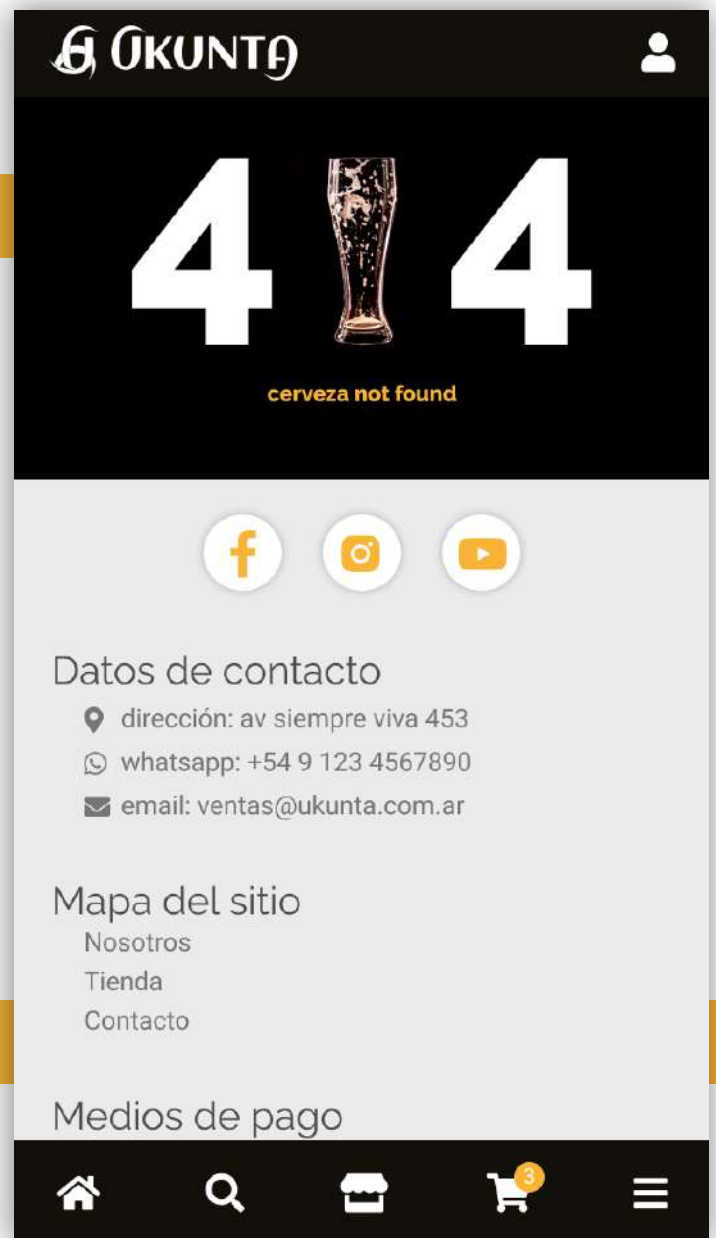 UKUNTA
4 4
cerveza not found
Datos de contacto
dirección: av siempre viva 453
whatsapp: +54 9 123 4567890
email: ventas@ukunta.com.ar
Mapa del sitio
Nosotros
Tienda
Contacto
Medios de pago
3